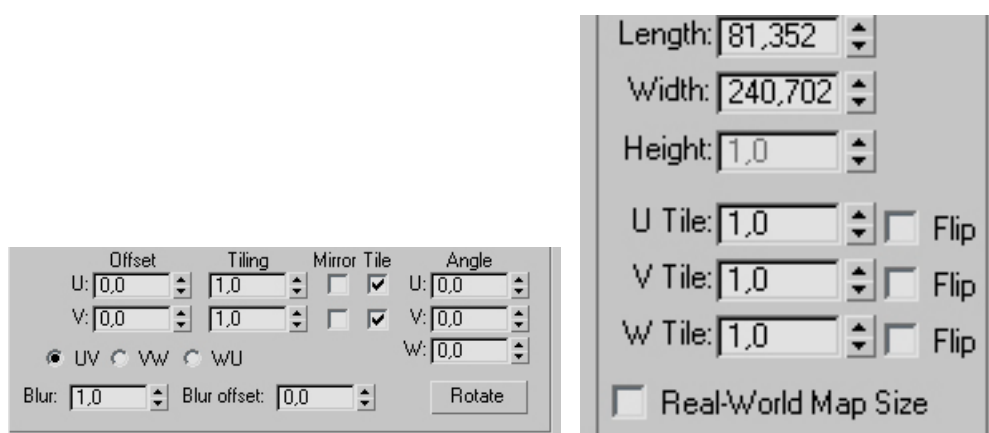 Offset Tiling Mirror Tile Angle
U: 0,0 1,0 U: 0,0
V: 0,0 1,0 V: 0,0
UV VW WU W: 0,0
Blur: 1,0 Blur offset: 0,0 Rotate
Length: 81,352
Width: 240,702
Height: 1,0
U Tile: 1,0 Flip
V Tile: 1,0 Flip
W Tile: 1,0 Flip
Real-World Map Size